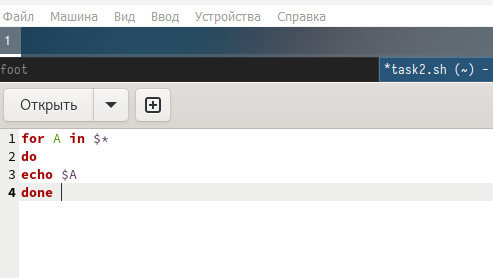 Файл Машина Вид Ввод Устройства Справка
1
foot *task2.sh (~) –
Открыть
1 for A in $*
2 do
3 echo $A
4 done